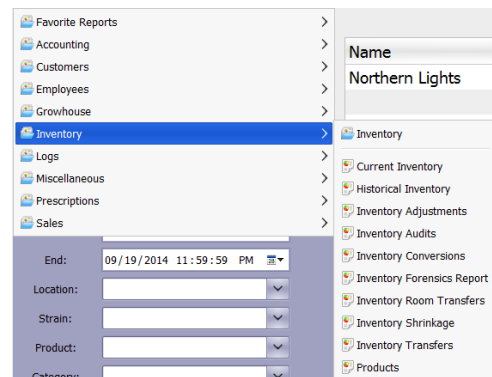 Favorite Reports
Accounting
Customers
Employees
Growhouse
Inventory
Logs
Miscellaneous
Prescriptions
Sales
Name
Northern Lights
Inventory
Current Inventory
Historical Inventory
Inventory Adjustments
Inventory Audits
Inventory Conversions
Inventory Forensics Report
Inventory Room Transfers
Inventory Shrinkage
Inventory Transfers
Products
End: 09/19/2014 11:59:59 PM
Location:
Strain:
Product:
Category: